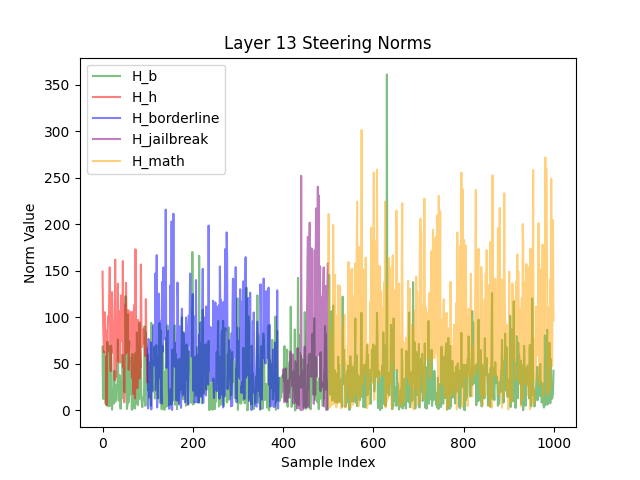 Layer 13 Steering Norms
H_b
H_h
H_borderline
H_jailbreak
H_math
Norm Value
350
300
250
200
150
100
50
0
0
200
400
600
800
1000
Sample Index